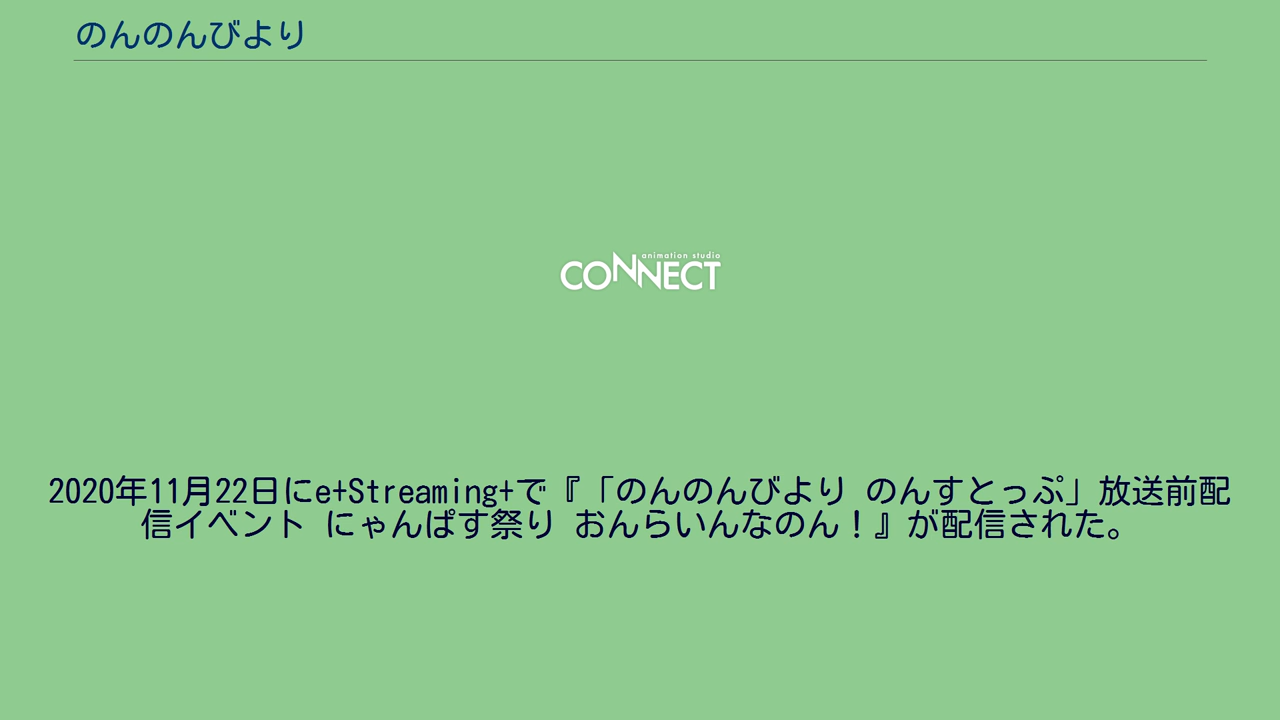 のんのんびより
animation studio
CONNECT
2020年11月22日にe+Streaming+で『「のんのんびより のんすとっぷ」放送前配
信イベント にゃんぱす祭り おんらいんなのん！』が配信された。